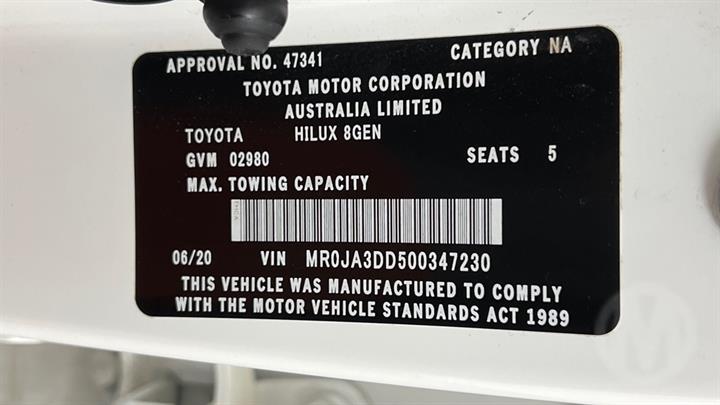 APPROVAL NO. 47341 CATEGORY NA
TOYOTA MOTOR CORPORATION
AUSTRALIA LIMITED
TOYOTA HILUX 8GEN
GVM 02980 SEATS 5
MAX. TOWING CAPACITY
06/20 VIN MR0JA3DD500347230
THIS VEHICLE WAS MANUFACTURED TO COMPLY
WITH THE MOTOR VEHICLE STANDARDS ACT 1989
M